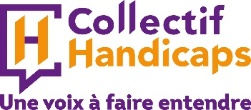 Collectif
Handicaps
Une voix à faire entendre